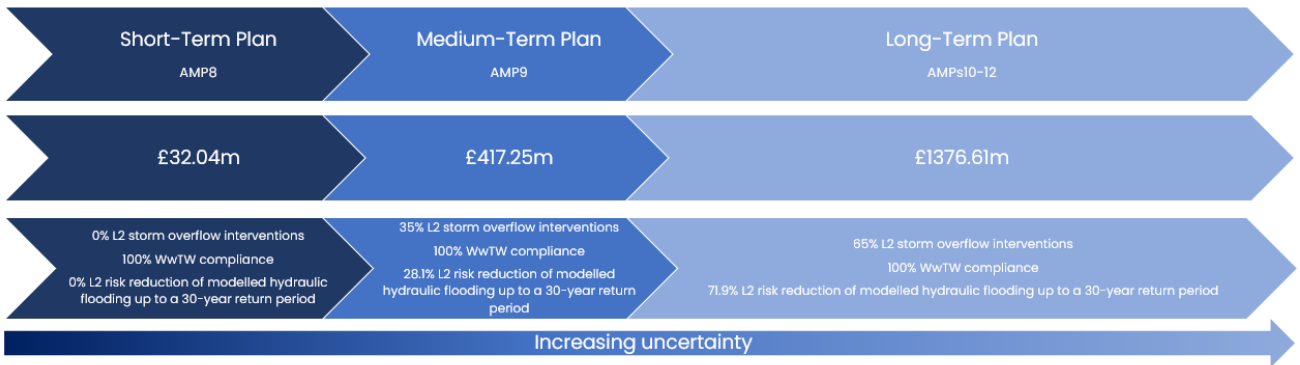 Short-Term Plan
AMP8
Medium-Term Plan
AMP9
Long-Term Plan
AMPs10-12
£32.04m
£417.25m
£1376.61m
0% L2 storm overflow interventions
100% WwTW compliance
0% L2 risk reduction of modelled hydraulic
flooding up to a 30-year return period
35% L2 storm overflow interventions
100% WwTW compliance
28.1% L2 risk reduction of modelled
hydraulic flooding up to a 30-year return
period
65% L2 storm overflow interventions
100% WwTW compliance
71.9% L2 risk reduction of modelled hydraulic flooding up to a 30-year return period
Increasing uncertainty